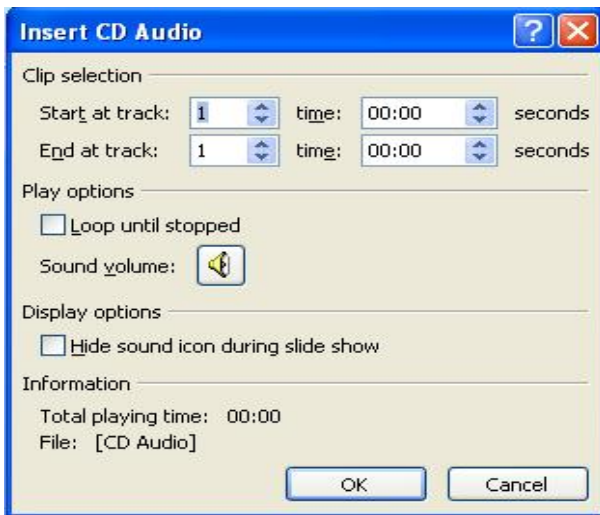 Insert CD Audio
Clip selection
Start at track: 1 time: 00:00 seconds
End at track: 1 time: 00:00 seconds
Play options
Loop until stopped
Sound volume:
Display options
Hide sound icon during slide show
Information
Total playing time: 00:00
File: [CD Audio]
OK Cancel